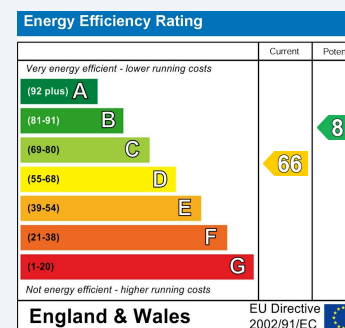 Energy Efficiency Rating
Current
Very energy efficient - lower running costs
(92 plus) A
(81-91) B
(69-80) C
66
(55-68) D
(39-54) E
(21-38) F
(1-20) G
Not energy efficient - higher running costs
England & Wales
EU Directive
2002/91/EC